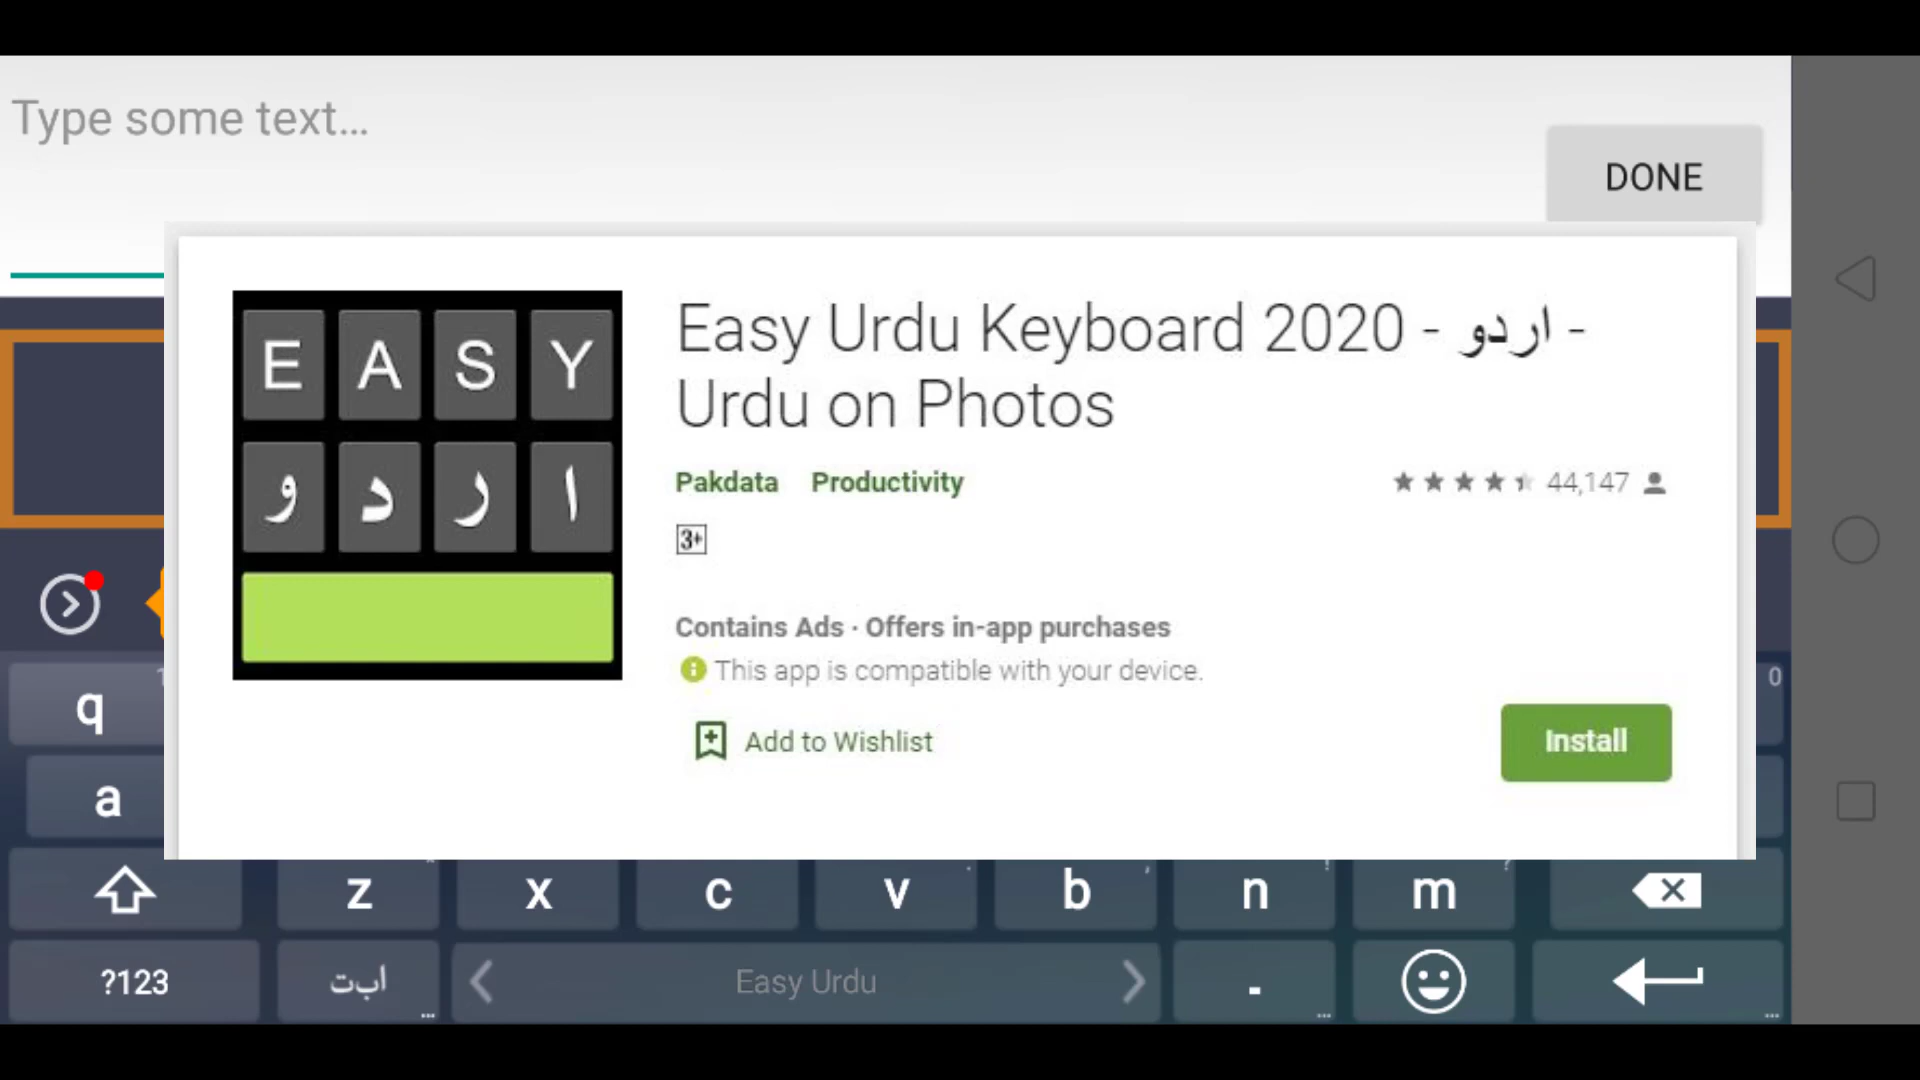 Type some text...
DONE
E A S Y
و د ر ا
Easy Urdu Keyboard 2020 - اردو -
Urdu on Photos
Pakdata Productivity
44,147
3+
Contains Ads · Offers in-app purchases
This app is compatible with your device.
Add to Wishlist
Install
q 0
a
z x c v b n m
?123 ابت Easy Urdu -